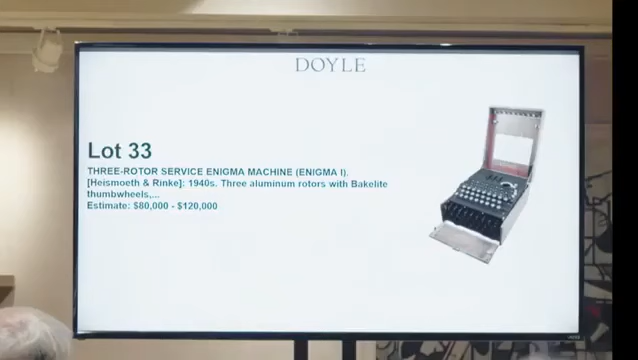 DOYLE
Lot 33
THREE-ROTOR SERVICE ENIGMA MACHINE (ENIGMA I).
[Heismoeth & Rinke]: 1940s. Three aluminum rotors with Bakelite
thumbwheels,...
Estimate: $80,000 - $120,000